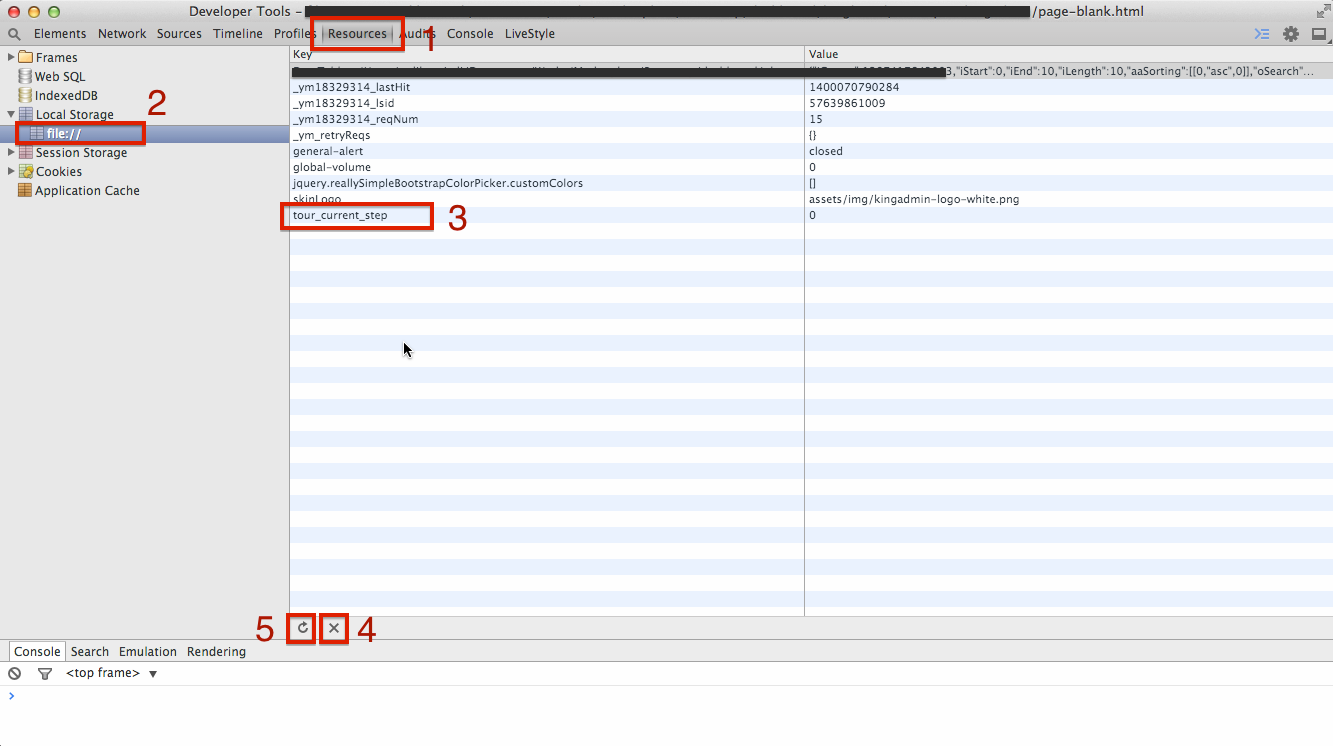 Developer Tools – /page-blank.html
Elements Network Sources Timeline Profiles Resources Audits Console LiveStyle
1
Key Value
Frames
3,"iStart":0,"iEnd":10,"iLength":10,"aaSorting":[[0,"asc",0]],"oSearch"...
Web SQL
_ym18329314_lastHit 1400070790284
IndexedDB
_ym18329314_lsid 57639861009
2
Local Storage
_ym18329314_reqNum 15
file://
_ym_retryReqs {}
Session Storage
general-alert closed
Cookies
global-volume 0
Application Cache
jquery.reallySimpleBootstrapColorPicker.customColors []
skinLogo assets/img/kingadmin-logo-white.png
tour_current_step 0
3
5 4
Console Search Emulation Rendering
<top frame>